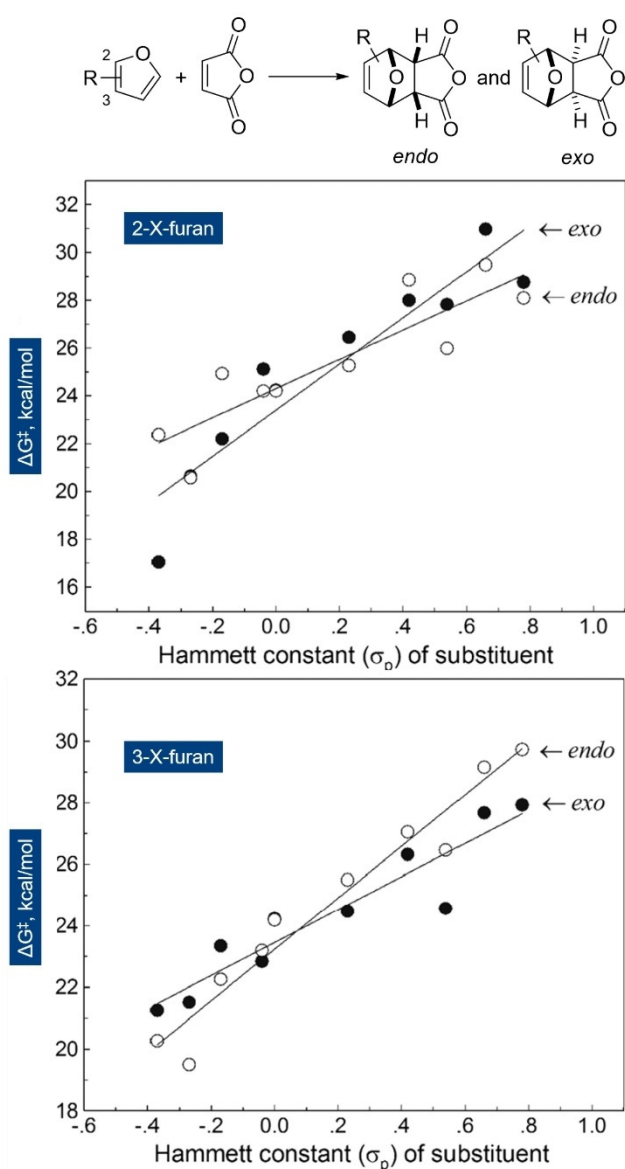 2
O
R
3
+
O
O
O
R
O
H
H
O
O
O
endo
and
R
O
H
H
O
O
O
exo
2-X-furan
← exo
← endo
ΔG‡, kcal/mol
32
30
28
26
24
22
20
18
16
-.6 -.4 -.2 0.0 .2 .4 .6 .8 1.0
Hammett constant (σp) of substituent
3-X-furan
← endo
← exo
ΔG‡, kcal/mol
32
30
28
26
24
22
20
18
-.6 -.4 -.2 0.0 .2 .4 .6 .8 1.0
Hammett constant (σp) of substituent